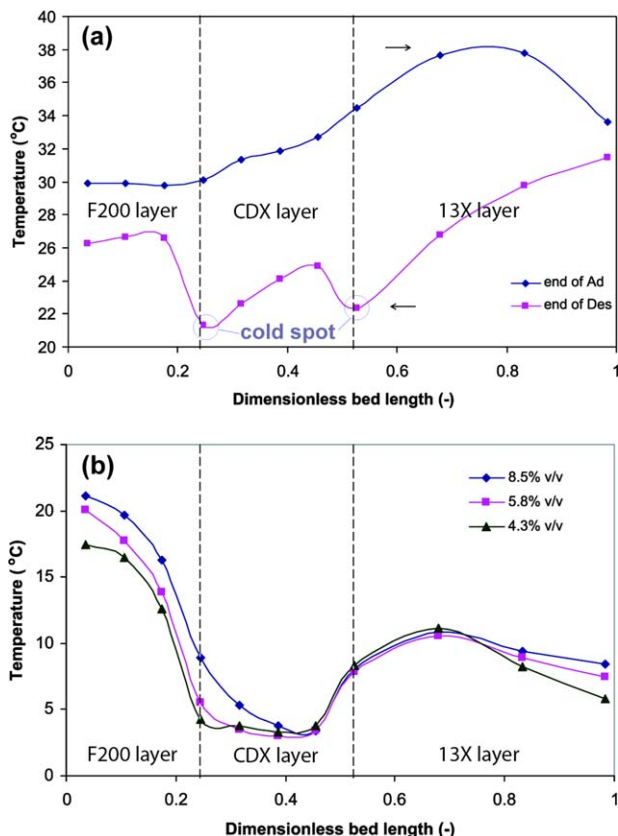 (a)
40
38
36
34
32
30
28
26
24
22
20
Temperature (°C)
F200 layer
CDX layer
13X layer
cold spot
end of Ad
end of Des
0
0.2
0.4
0.6
0.8
1
Dimensionless bed length (-)
(b)
25
20
15
10
5
0
Temperature (°C)
8.5% v/v
5.8% v/v
4.3% v/v
F200 layer
CDX layer
13X layer
0
0.2
0.4
0.6
0.8
1
Dimensionless bed length (-)